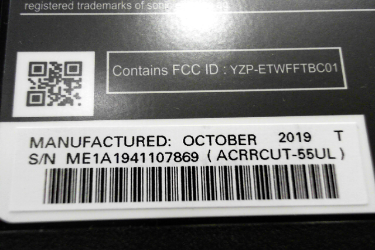 registered trademarks of
Contains FCC ID : YZP-ETWFFTBC01
MANUFACTURED: OCTOBER 2019 T
S/N ME1A1941107869 ( ACRRCUT-55UL )